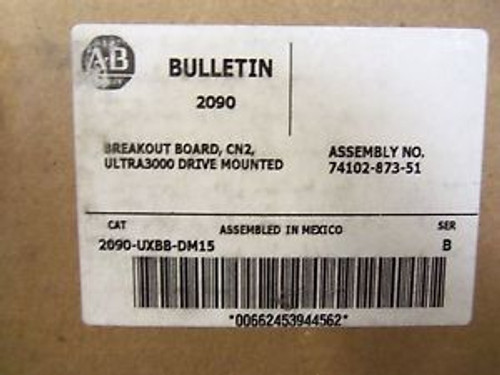 A-B
BULLETIN
2090
BREAKOUT BOARD, CN2,
ULTRA3000 DRIVE MOUNTED
ASSEMBLY NO.
74102-873-51
CAT
ASSEMBLED IN MEXICO
SER
2090-UXBB-DM15
B
*00662453944562*